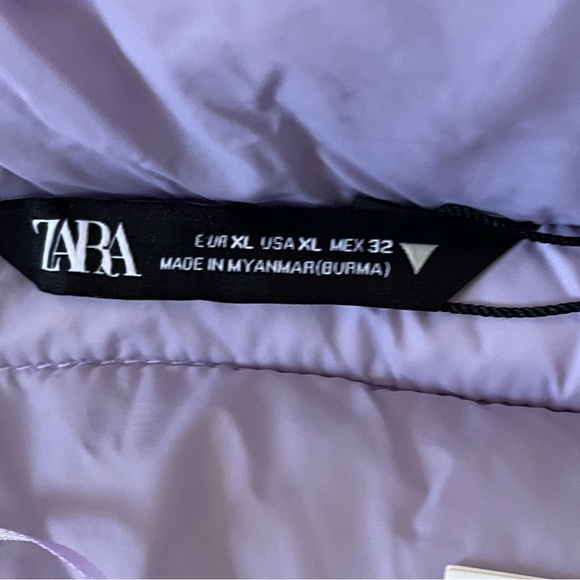 ZARA
EUR XL USA XL MEX 32
MADE IN MYANMAR(BURMA)